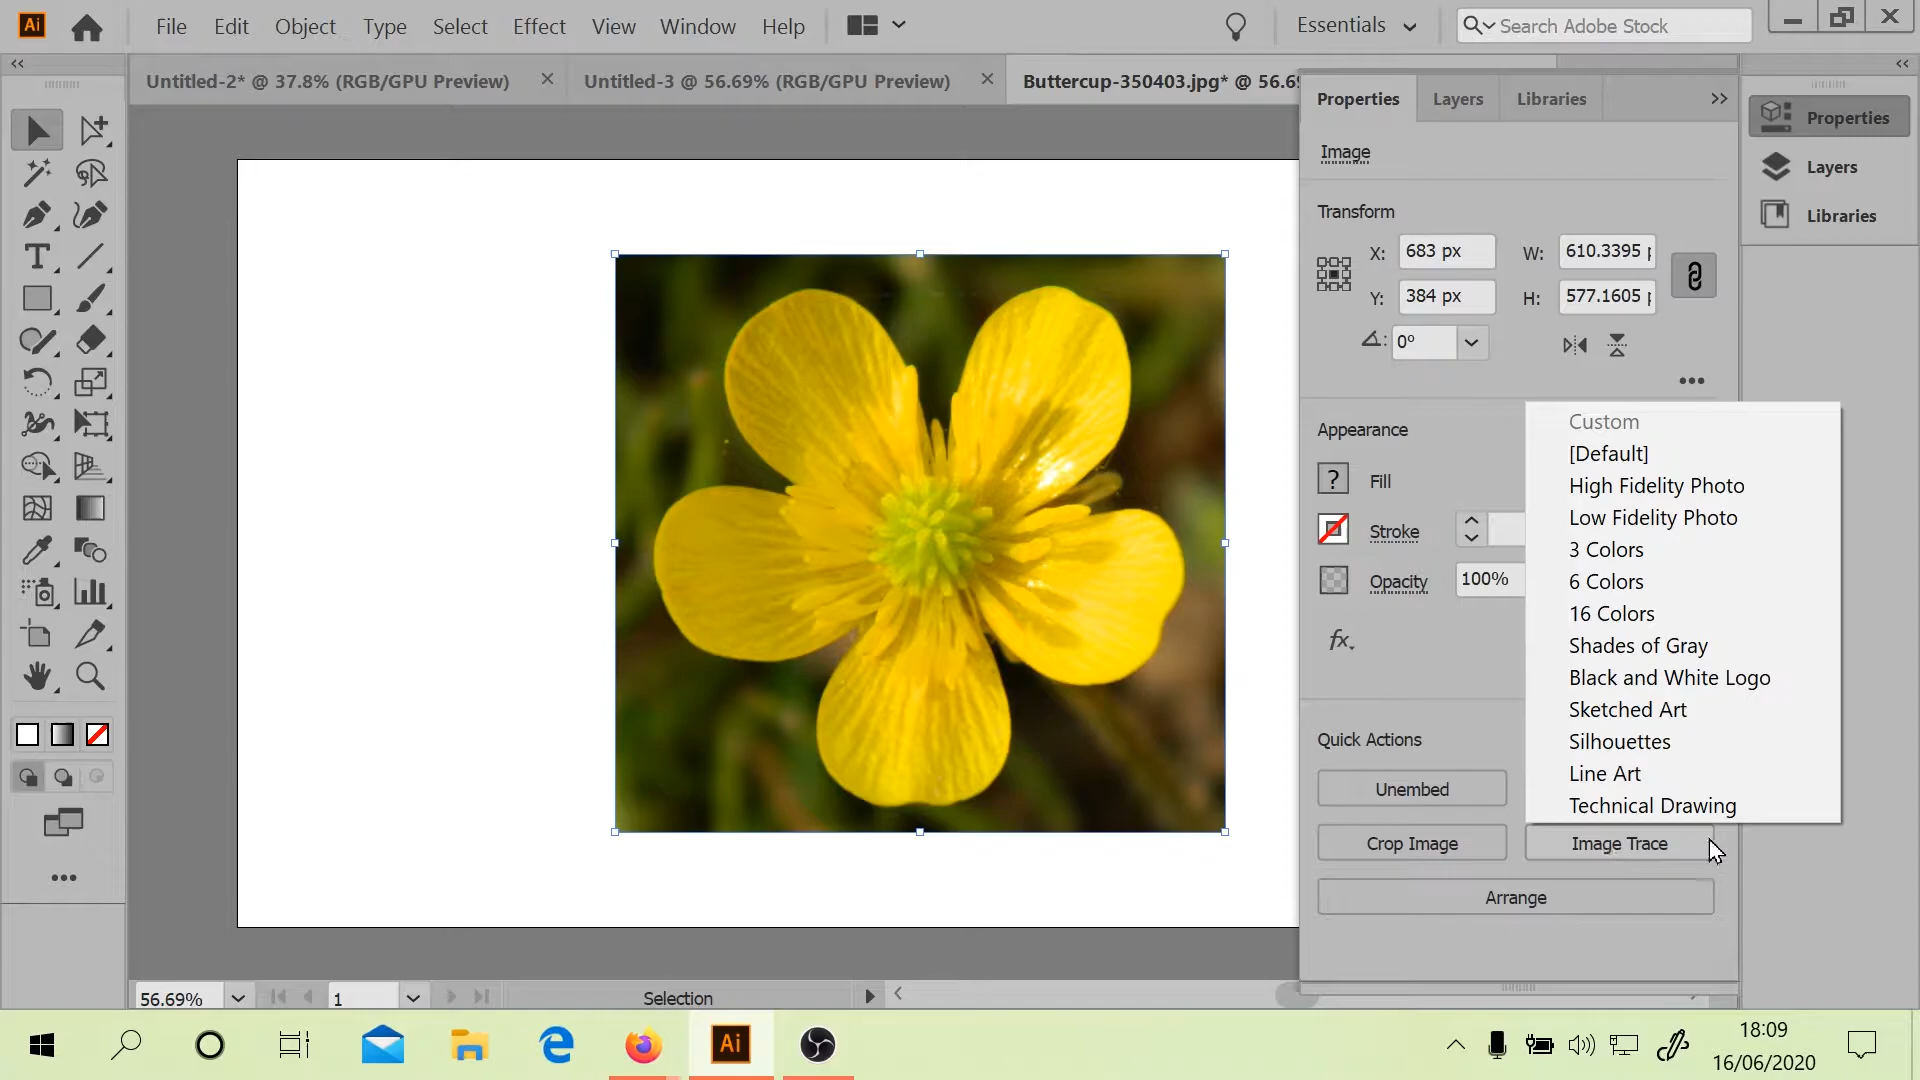 Ai File Edit Object Type Select Effect View Window Help Essentials Search Adobe Stock
Untitled-2* @ 37.8% (RGB/GPU Preview) Untitled-3 @ 56.69% (RGB/GPU Preview) Buttercup-350403.jpg* @ 56.6
Properties Layers Libraries
Image
Transform
X: 683 px W: 610.3395
Y: 384 px H: 577.1605
0°
Appearance
? Fill
Stroke
Opacity 100%
fx
Quick Actions
Unembed
Crop Image Image Trace
Arrange
Custom
[Default]
High Fidelity Photo
Low Fidelity Photo
3 Colors
6 Colors
16 Colors
Shades of Gray
Black and White Logo
Sketched Art
Silhouettes
Line Art
Technical Drawing
Properties
Layers
Libraries
56.69% 1 Selection
Ai
18:09
16/06/2020